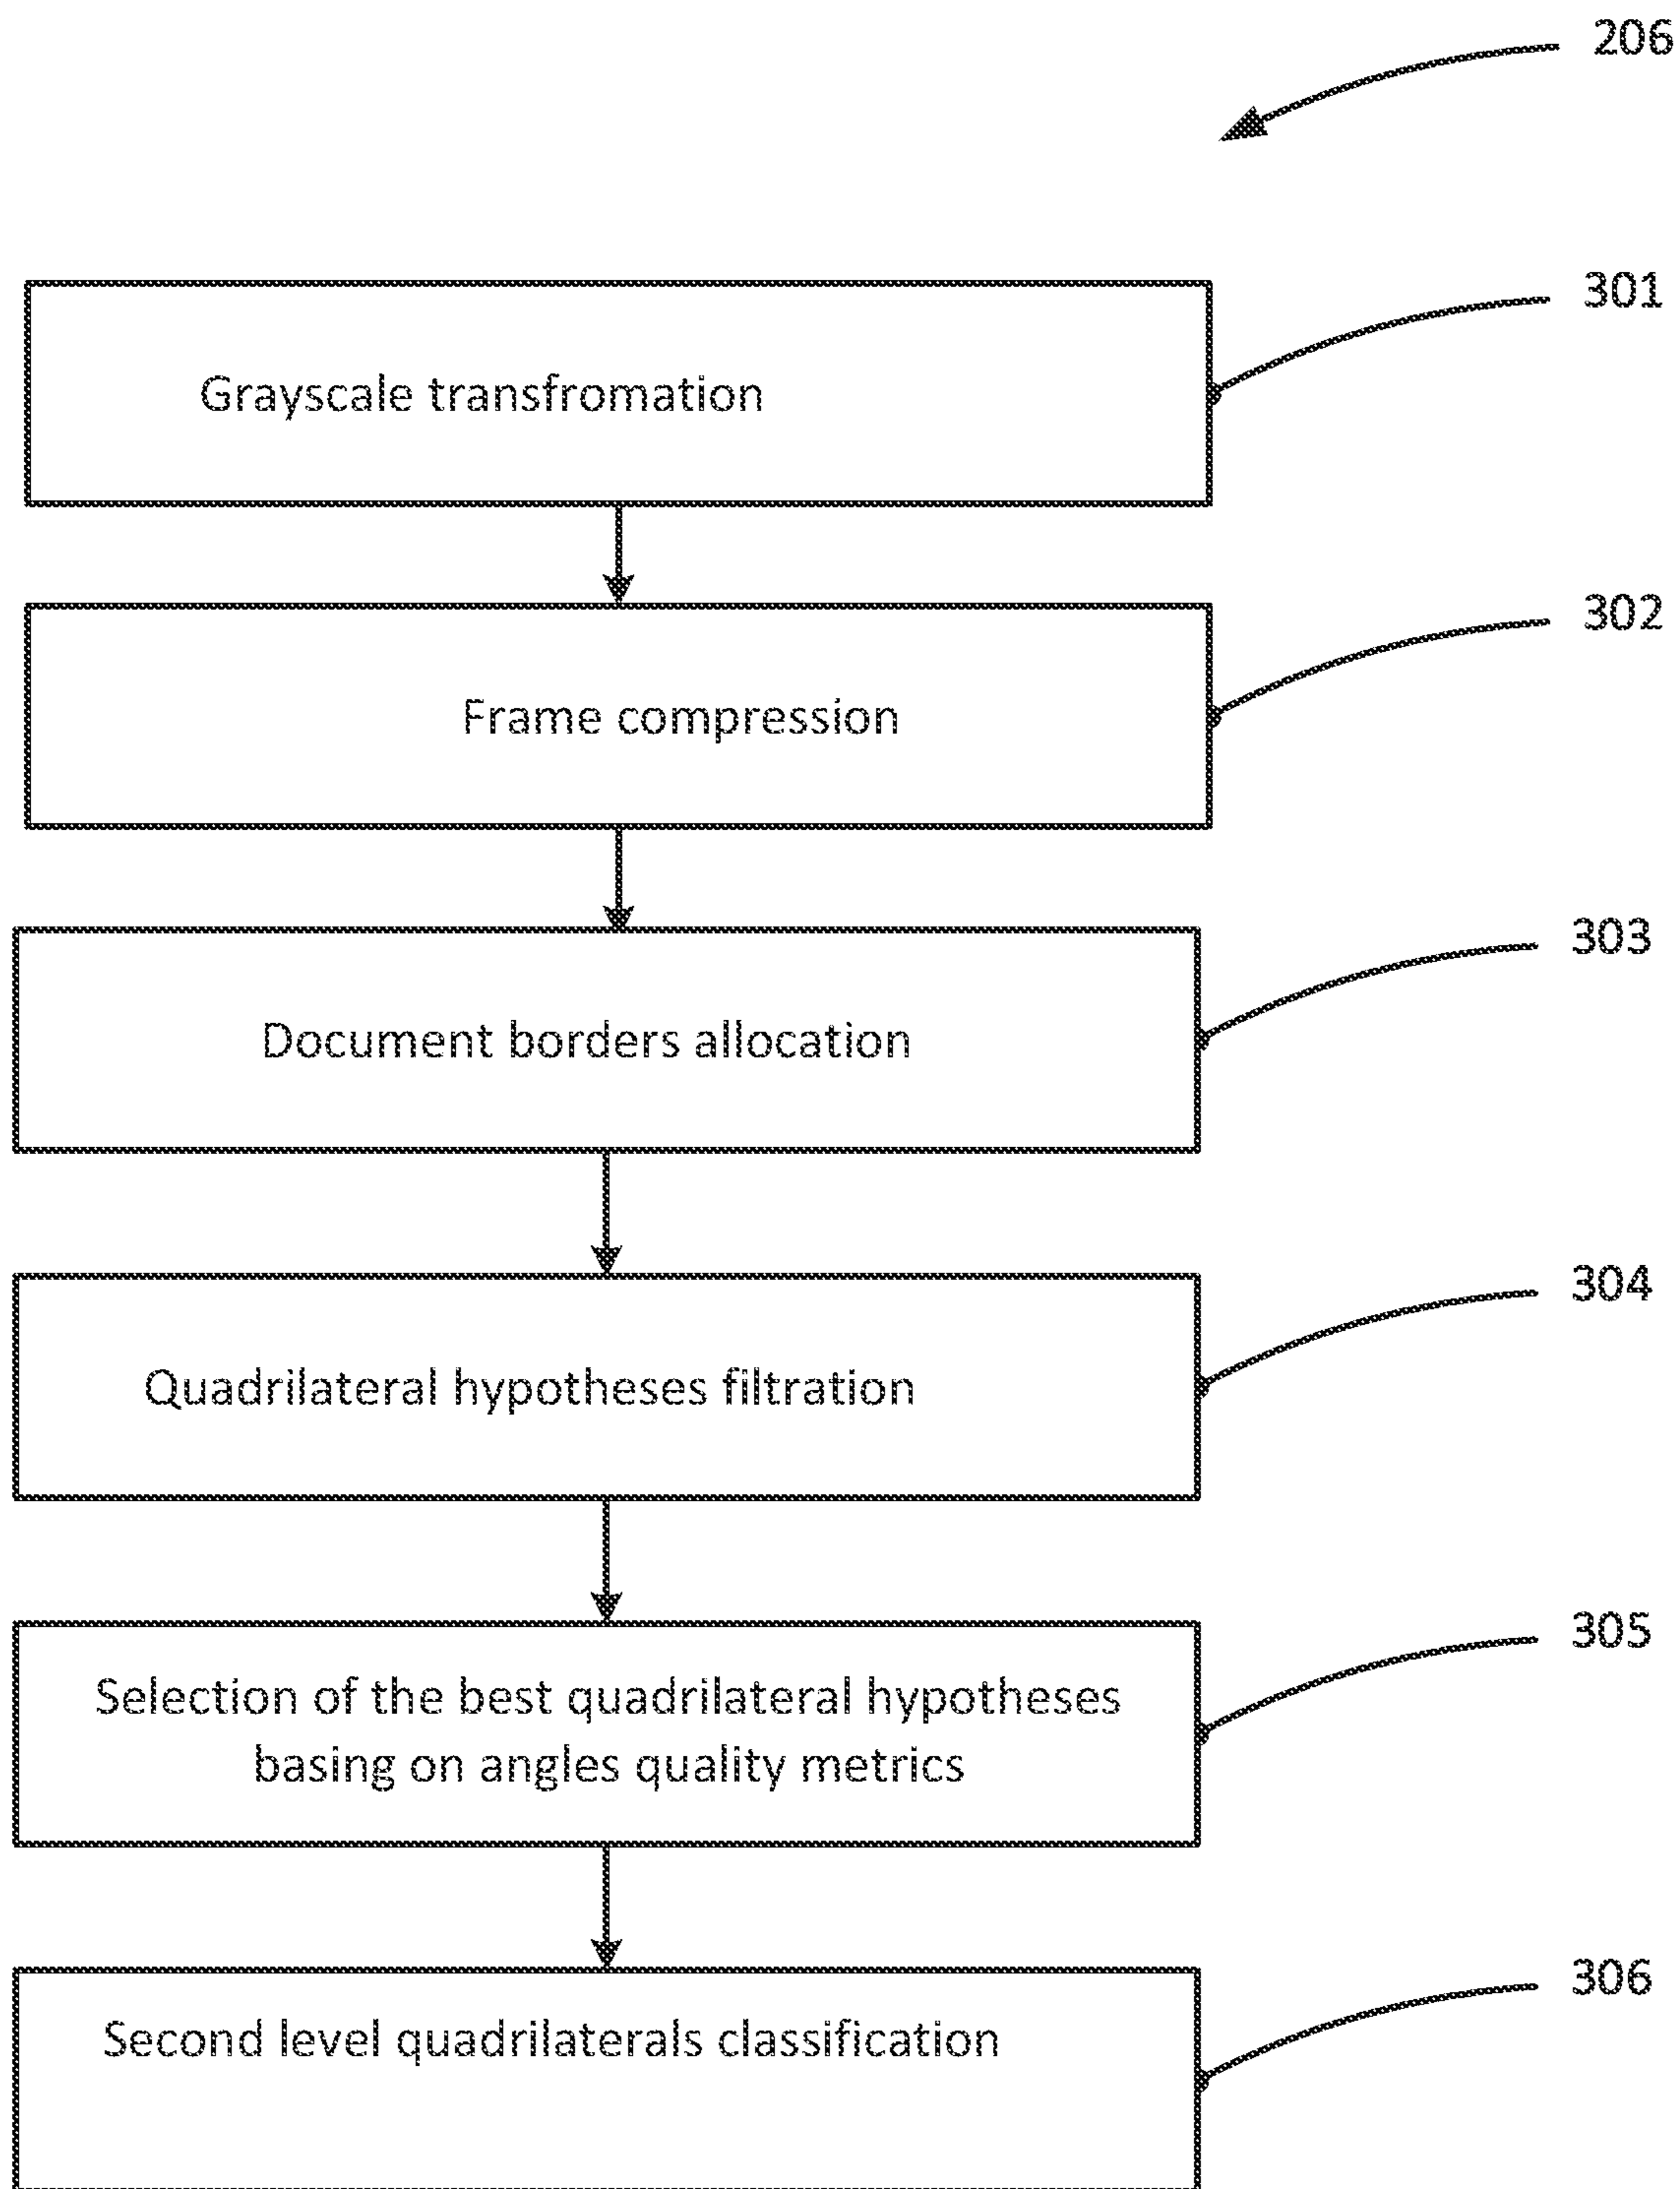 206
301
Grayscale transfromation
302
Frame compression
303
Document borders allocation
304
Quadrilateral hypotheses filtration
305
Selection of the best quadrilateral hypotheses
basing on angles quality metrics
306
Second level quadrilaterals classification